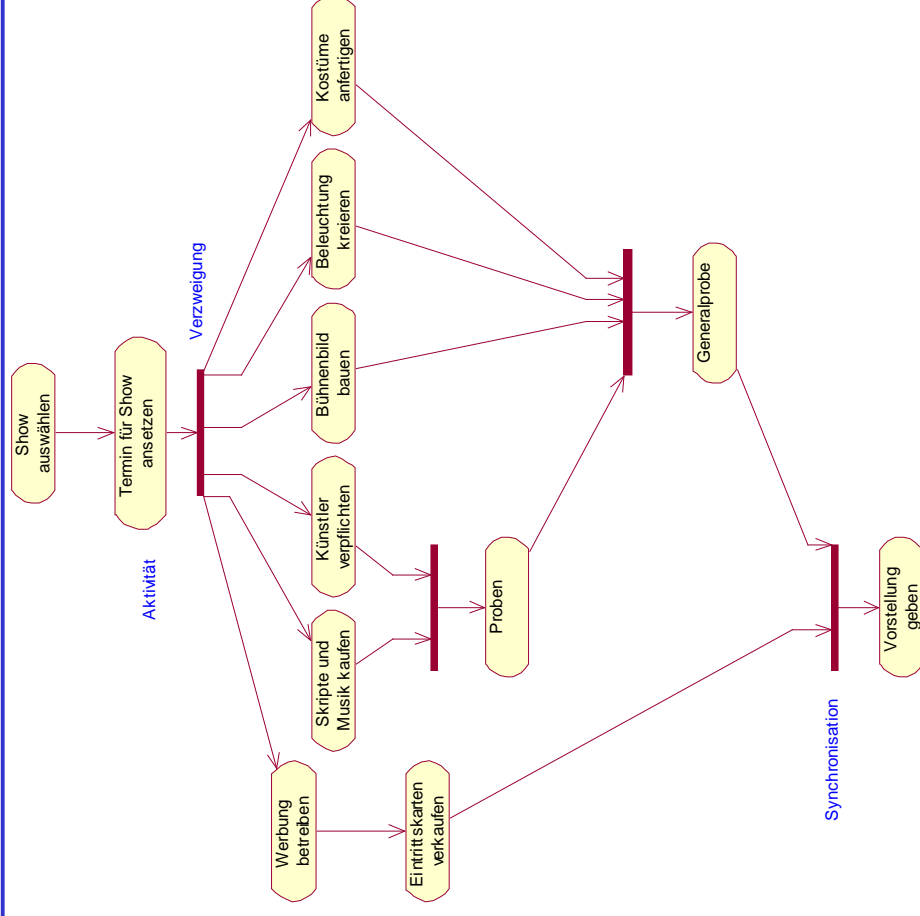 Show
auswählen
Termin für Show
ansetzen
Aktivität
Verzweigung
Werbung
betreiben
Skripte und
Musik kaufen
Künstler
verpflichten
Bühnenbild
bauen
Beleuchtung
kreieren
Kostüme
anfertigen
Eintrittskarten
verkaufen
Proben
Generalprobe
Synchronisation
Vorstellung
geben